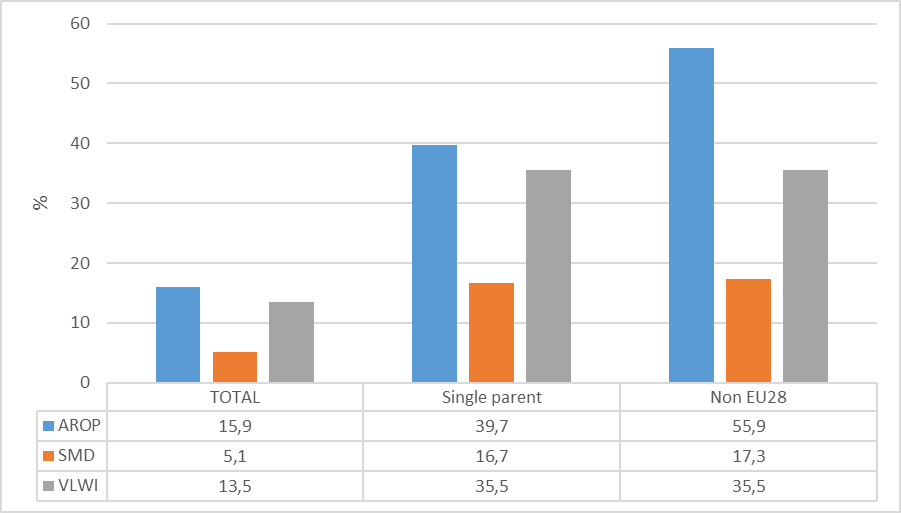 60
50
40
30
20
10
0
%
TOTAL Single parent Non EU28
AROP 15,9 39,7 55,9
SMD 5,1 16,7 17,3
VLWI 13,5 35,5 35,5